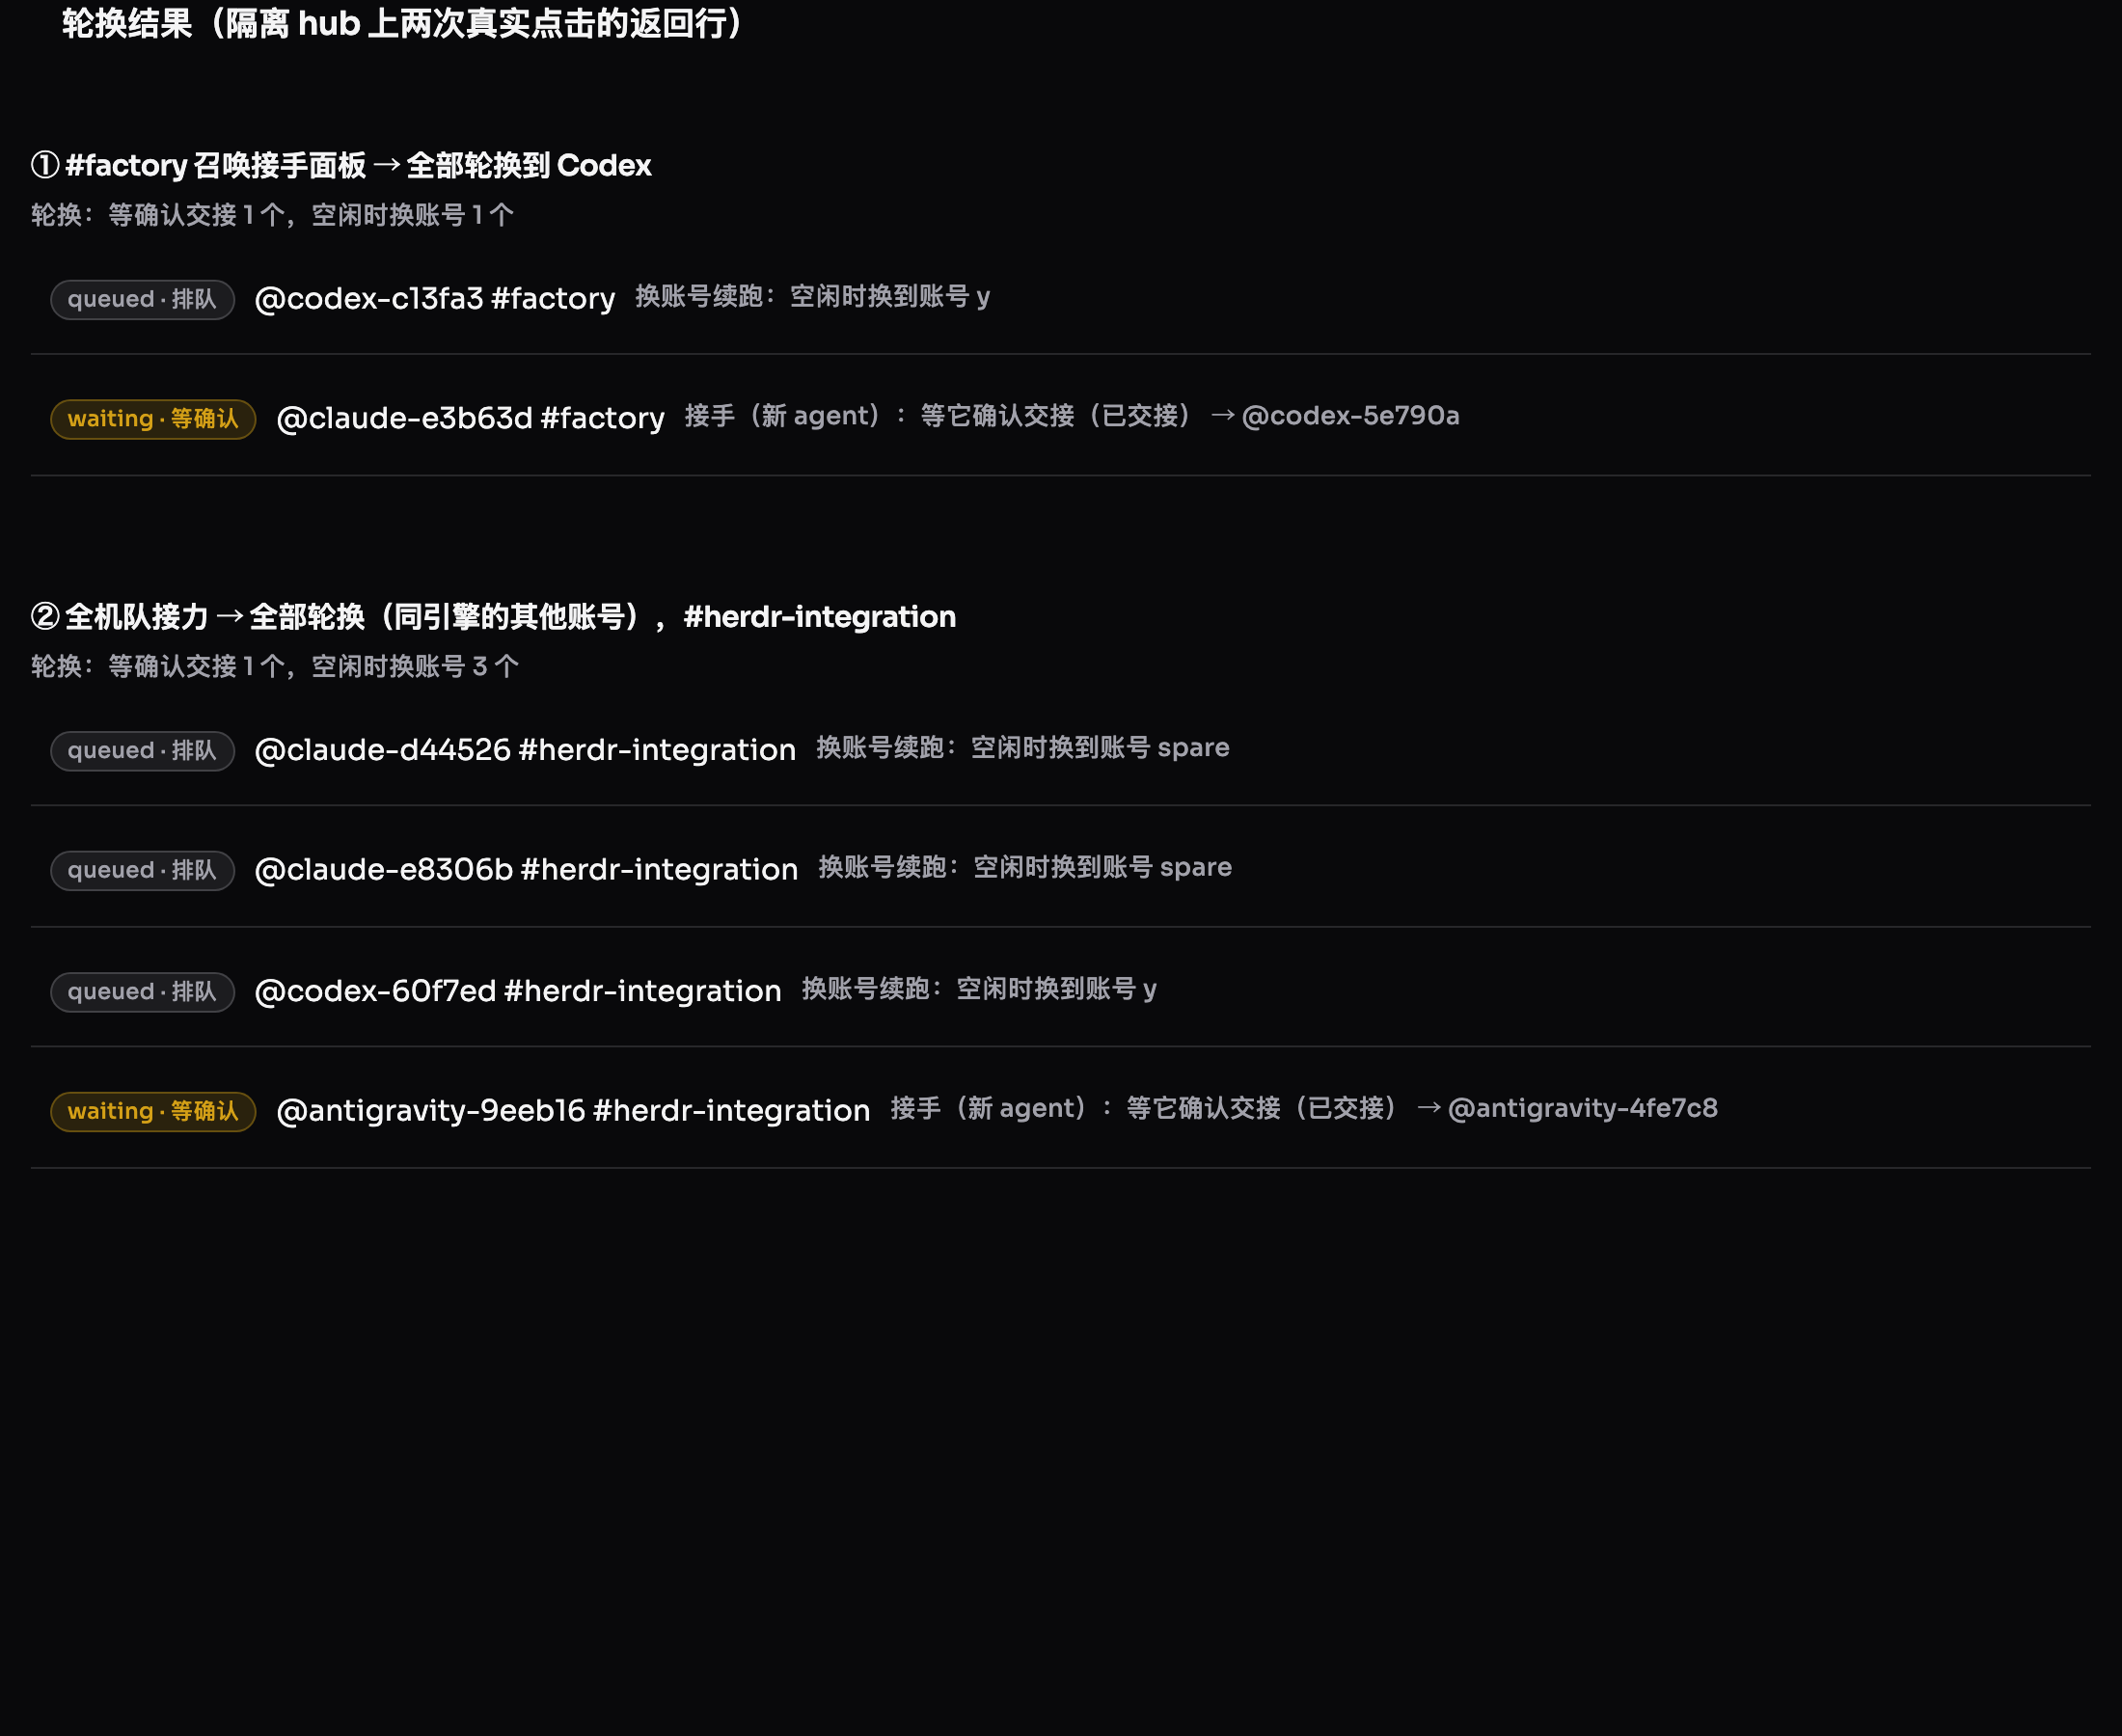 轮换结果（隔离 hub 上两次真实点击的返回行）
① #factory 召唤接手面板 → 全部轮换到 Codex
轮换：等确认交接 1 个，空闲时换账号 1 个
queued · 排队 @codex-c13fa3 #factory 换账号续跑：空闲时换到账号 y
waiting · 等确认 @claude-e3b63d #factory 接手（新 agent）：等它确认交接（已交接） → @codex-5e790a
② 全机队接力 → 全部轮换（同引擎的其他账号），#herdr-integration
轮换：等确认交接 1 个，空闲时换账号 3 个
queued · 排队 @claude-d44526 #herdr-integration 换账号续跑：空闲时换到账号 spare
queued · 排队 @claude-e8306b #herdr-integration 换账号续跑：空闲时换到账号 spare
queued · 排队 @codex-60f7ed #herdr-integration 换账号续跑：空闲时换到账号 y
waiting · 等确认 @antigravity-9eeb16 #herdr-integration 接手（新 agent）：等它确认交接（已交接） → @antigravity-4fe7c8